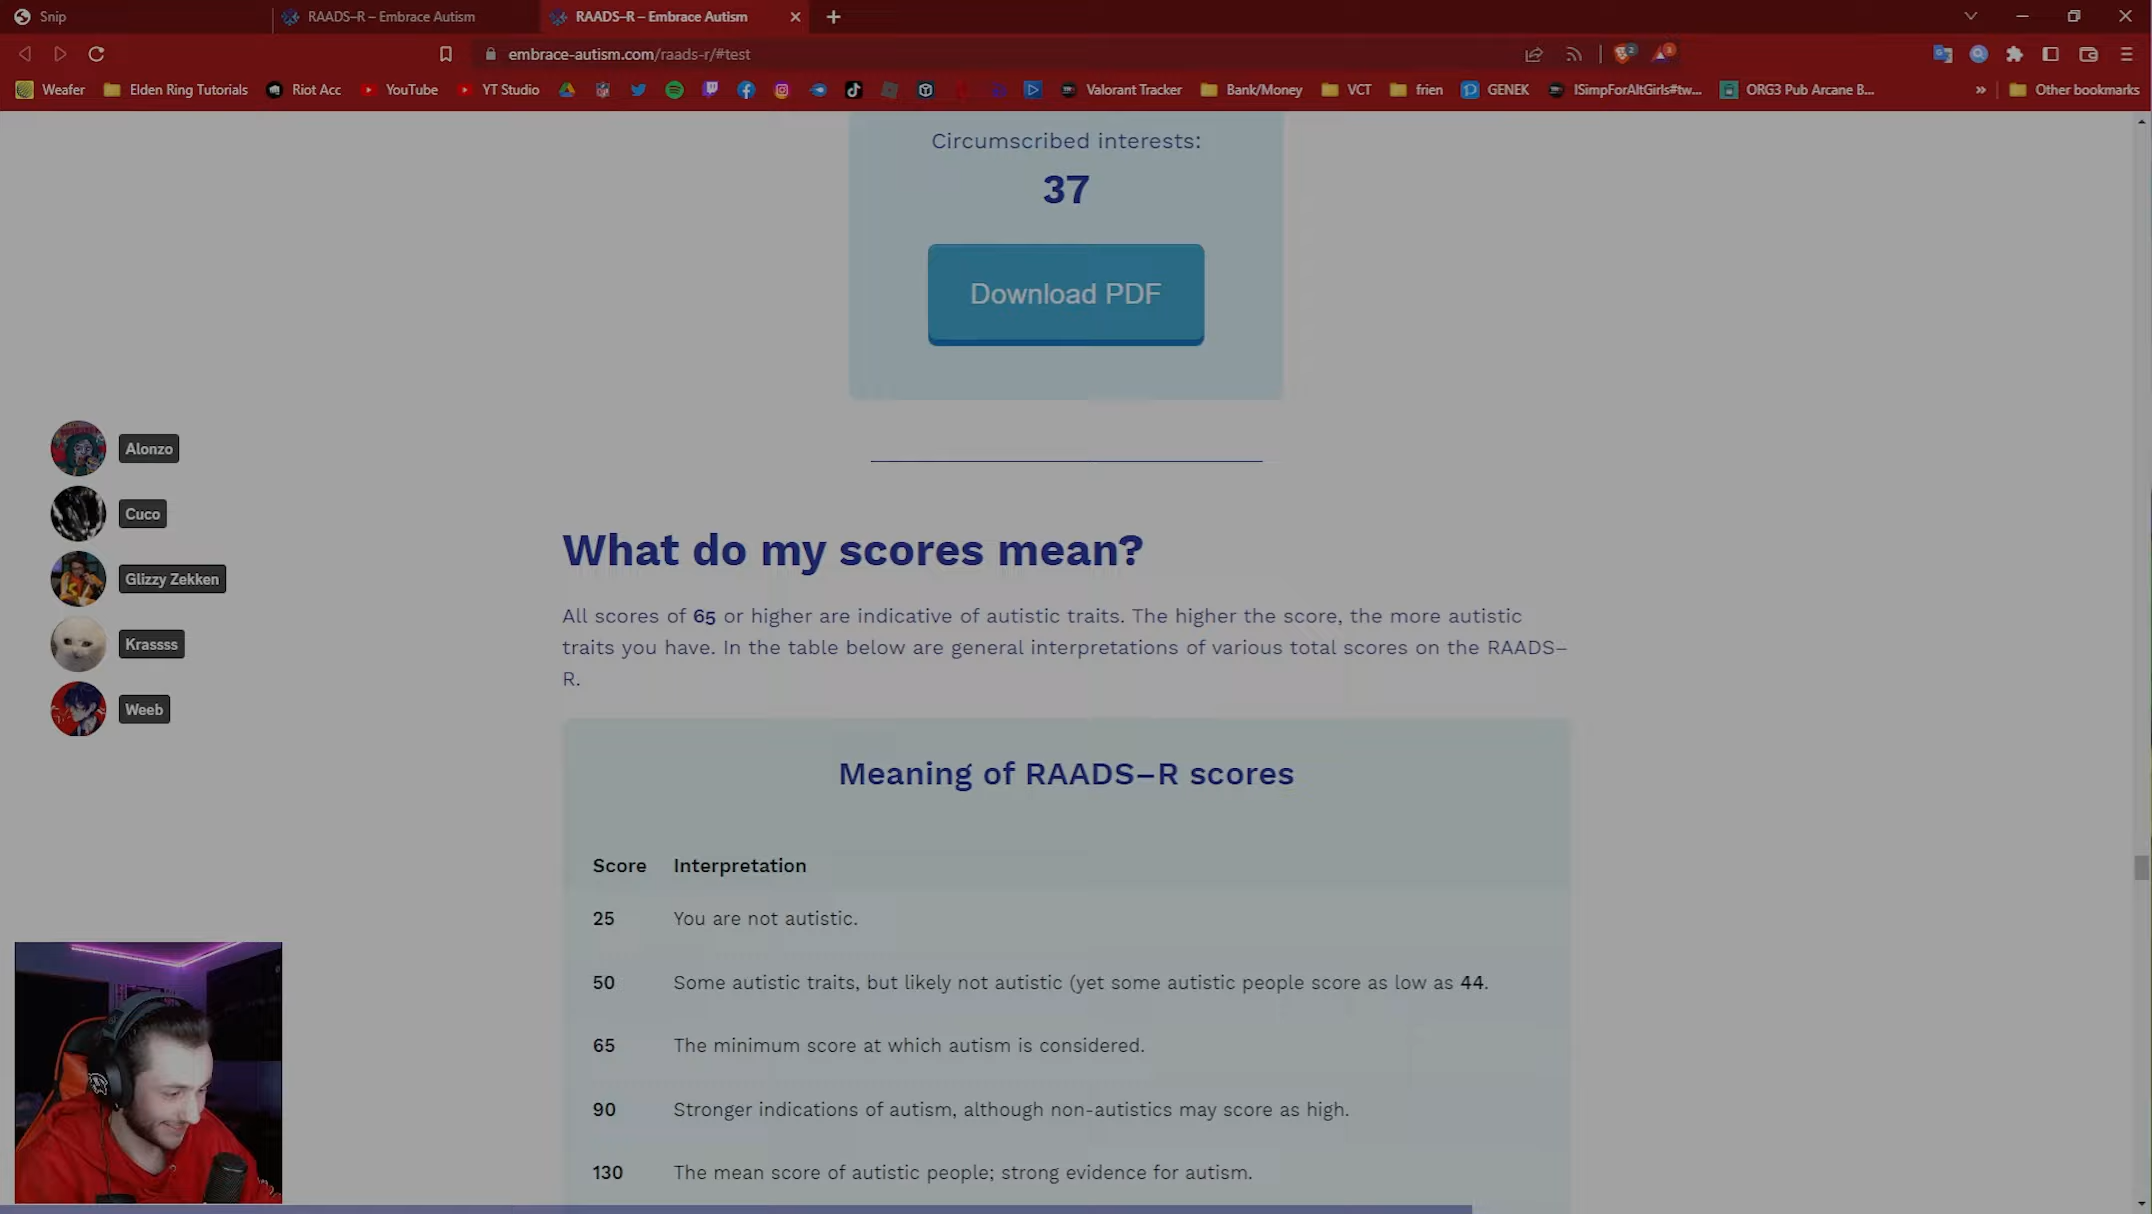 Snip
RAADS–R – Embrace Autism
RAADS–R – Embrace Autism
embrace-autism.com/raads-r/#test
Weafer
Elden Ring Tutorials
Riot Acc
YouTube
YT Studio
Valorant Tracker
Bank/Money
VCT
frien
GENEK
ISimpForAltGirls#tw...
ORG3 Pub Arcane B...
Other bookmarks
Circumscribed interests:
37
Download PDF
Alonzo
Cuco
Glizzy Zekken
Krassss
Weeb
What do my scores mean?
All scores of 65 or higher are indicative of autistic traits. The higher the score, the more autistic
traits you have. In the table below are general interpretations of various total scores on the RAADS–
R.
Meaning of RAADS–R scores
Score Interpretation
25 You are not autistic.
50 Some autistic traits, but likely not autistic (yet some autistic people score as low as 44.
65 The minimum score at which autism is considered.
90 Stronger indications of autism, although non-autistics may score as high.
130 The mean score of autistic people; strong evidence for autism.